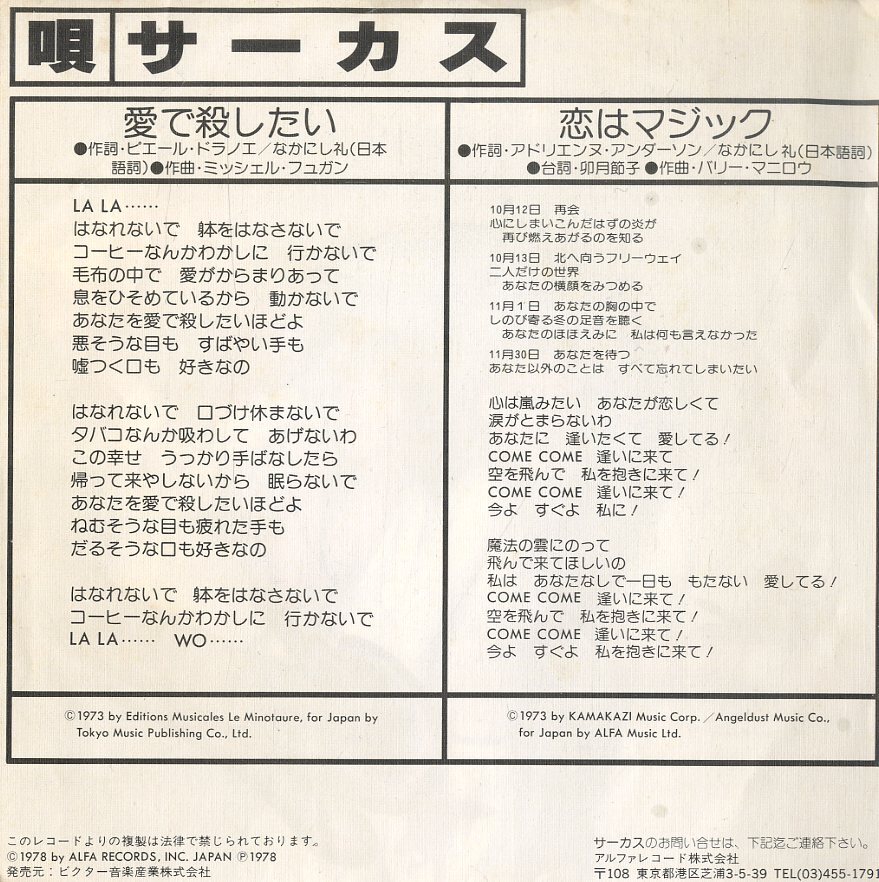 唄 サーカス
愛で殺したい
●作詞・ピエール・ドラノエ／なかにし礼(日本
語詞)●作曲・ミッシェル・フュガン
LA LA……
はなれないで　躰をはなさないで
コーヒーなんかわかしに　行かないで
毛布の中で　愛がからまりあって
息をひそめているから　動かないで
あなたを愛で殺したいほどよ
悪そうな目も　すばやい手も
嘘つく口も　好きなの
はなれないで　口づけ休まないで
タバコなんか吸わして　あげないわ
この幸せ　うっかり手ばなしたら
帰って来やしないから　眠らないで
あなたを愛で殺したいほどよ
ねむそうな目も疲れた手も
だるそうな口も好きなの
はなれないで　躰をはなさないで
コーヒーなんかわかしに　行かないで
LA LA……　WO……
©1973 by Editions Musicales Le Minotaure, for Japan by
Tokyo Music Publishing Co., Ltd.
恋はマジック
●作詞・アドリエンヌ・アンダーソン／なかにし礼(日本語詞)
●台詞・卯月節子●作曲・バリー・マニロウ
10月12日　再会
心にしまいこんだはずの炎が
再び燃えあがるのを知る
10月13日　北へ向うフリーウェイ
二人だけの世界
あなたの横顔をみつめる
11月1日　あなたの胸の中で
しのび寄る冬の足音を聴く
あなたのほほえみに　私は何も言えなかった
11月30日　あなたを待つ
あなた以外のことは　すべて忘れてしまいたい
心は嵐みたい　あなたが恋しくて
涙がとまらないわ
あなたに　逢いたくて　愛してる！
COME COME　逢いに来て
空を飛んで　私を抱きに来て！
COME COME　逢いに来て！
今よ　すぐよ　私に！
魔法の雲にのって
飛んで来てほしいの
私は　あなたなしで一日も　もたない　愛してる！
COME COME　逢いに来て！
空を飛んで　私を抱きに来て！
COME COME　逢いに来て！
今よ　すぐよ　私を抱きに来て！
©1973 by KAMAKAZI Music Corp.／Angeldust Music Co.,
for Japan by ALFA Music Ltd.
このレコードよりの複製は法律で禁じられております。
©1978 by ALFA RECORDS, INC. JAPAN ℗1978
発売元：ビクター音楽産業株式会社
サーカスのお問い合せは、下記迄ご連絡下さい。
アルファレコード株式会社
〒108 東京都港区芝浦3-5-39 TEL(03)455-1791